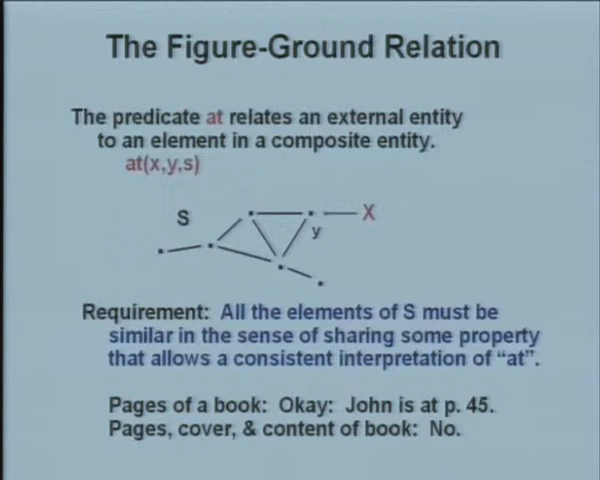 The Figure-Ground Relation
The predicate at relates an external entity
to an element in a composite entity.
at(x,y,s)
S
X
y
Requirement: All the elements of S must be
similar in the sense of sharing some property
that allows a consistent interpretation of "at".
Pages of a book: Okay: John is at p. 45.
Pages, cover, & content of book: No.